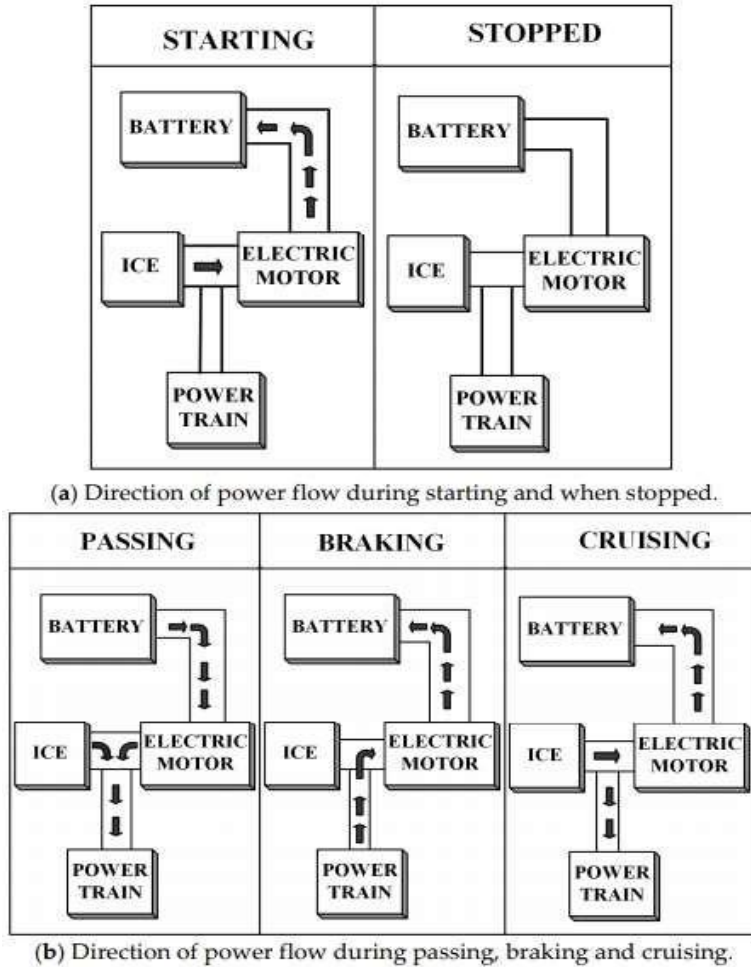 STARTING
STOPPED
BATTERY
ICE
ELECTRIC
MOTOR
POWER
TRAIN
BATTERY
ICE
ELECTRIC
MOTOR
POWER
TRAIN
(a) Direction of power flow during starting and when stopped.
PASSING
BRAKING
CRUISING
BATTERY
ICE
ELECTRIC
MOTOR
POWER
TRAIN
BATTERY
ICE
ELECTRIC
MOTOR
POWER
TRAIN
BATTERY
ICE
ELECTRIC
MOTOR
POWER
TRAIN
(b) Direction of power flow during passing, braking and cruising.